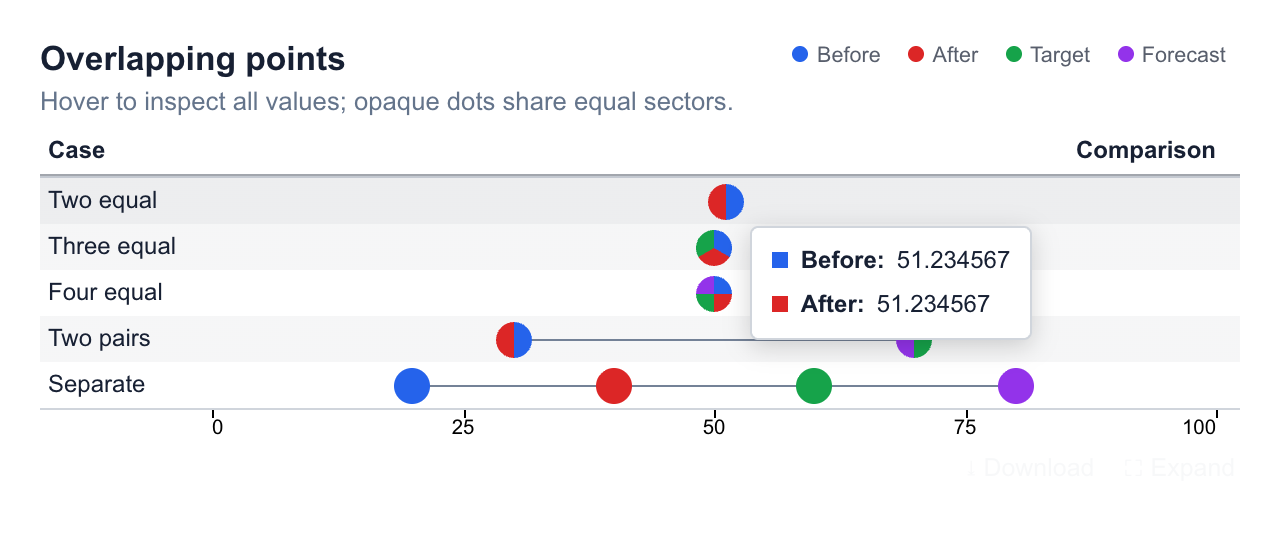 Overlapping points
Before After Target Forecast
Hover to inspect all values; opaque dots share equal sectors.
Case Comparison
Two equal
Three equal
Before: 51.234567
Four equal
After: 51.234567
Two pairs
Separate
0 25 50 75 100
Download Expand